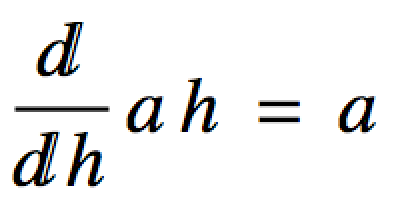 ⅆ/ⅆh a h = a